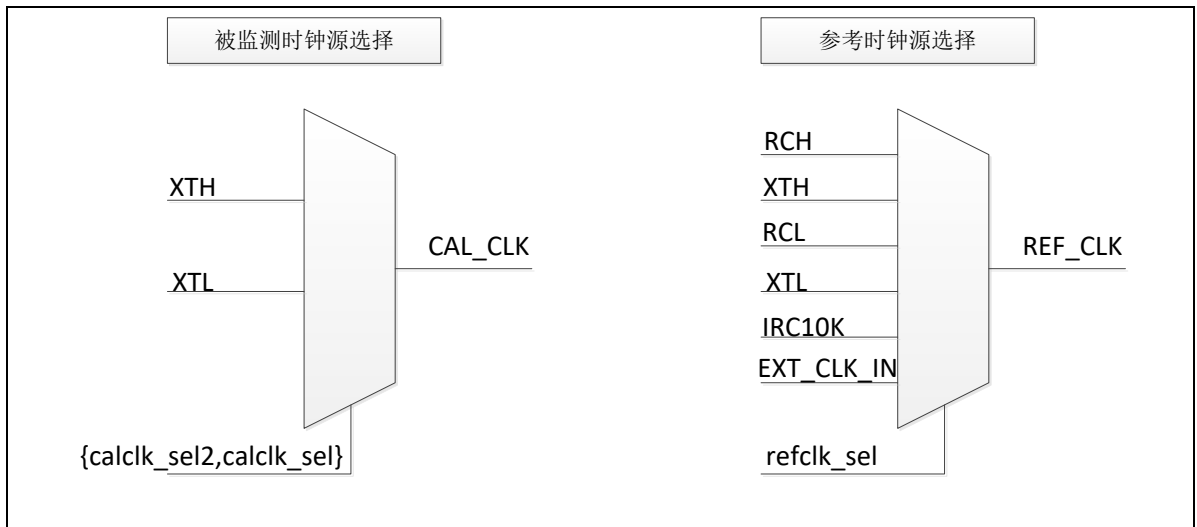 被监测时钟源选择
XTH
XTL
CAL_CLK
{calclk_sel2,calclk_sel}
参考时钟源选择
RCH
XTH
RCL
XTL
IRC10K
EXT_CLK_IN
REF_CLK
refclk_sel